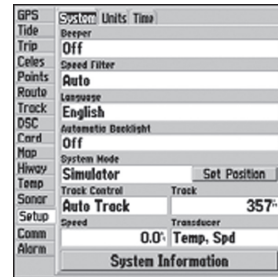 GPS
Tide
Trip
Celes
Points
Route
Track
DSC
Card
Map
Hiway
Temp
Sonar
Setup
Comm
Alarm
System Units Time
Beeper
Off
Speed Filter
Auto
Language
English
Automatic Backlight
Off
System Mode
Simulator Set Position
Track Control Track
Auto Track 357°
Speed Transducer
0.0 Temp, Spd
System Information